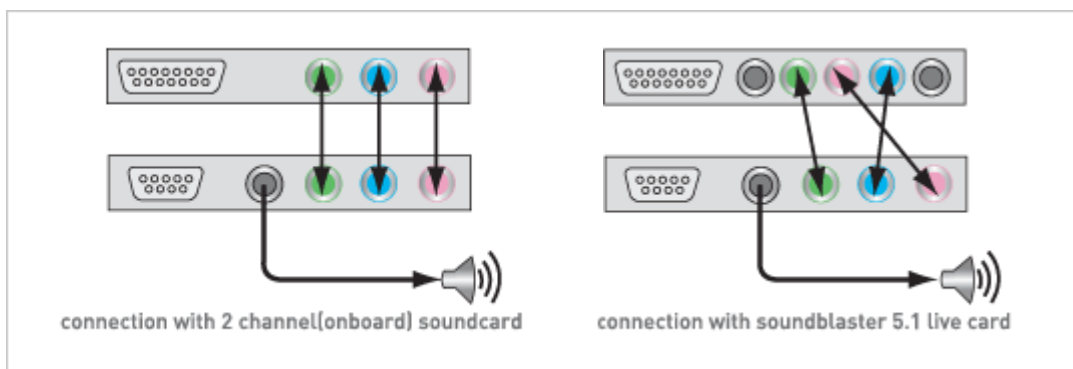 connection with 2 channel(onboard) soundcard
connection with soundblaster 5.1 live card